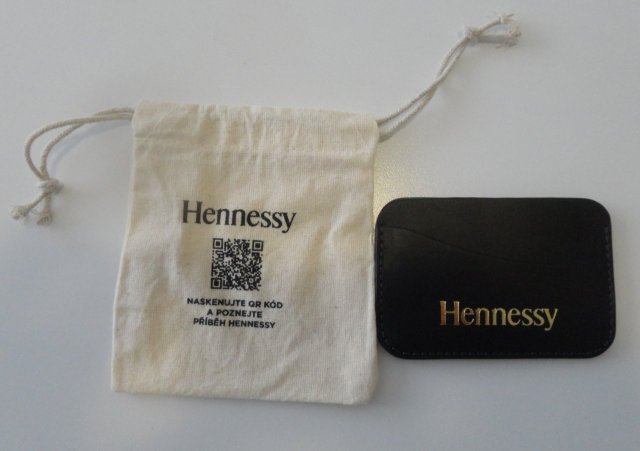 Hennessy
NASKENUJTE QR KÓD
A POZNEJTE
PŘÍBĚH HENNESSY
Hennessy